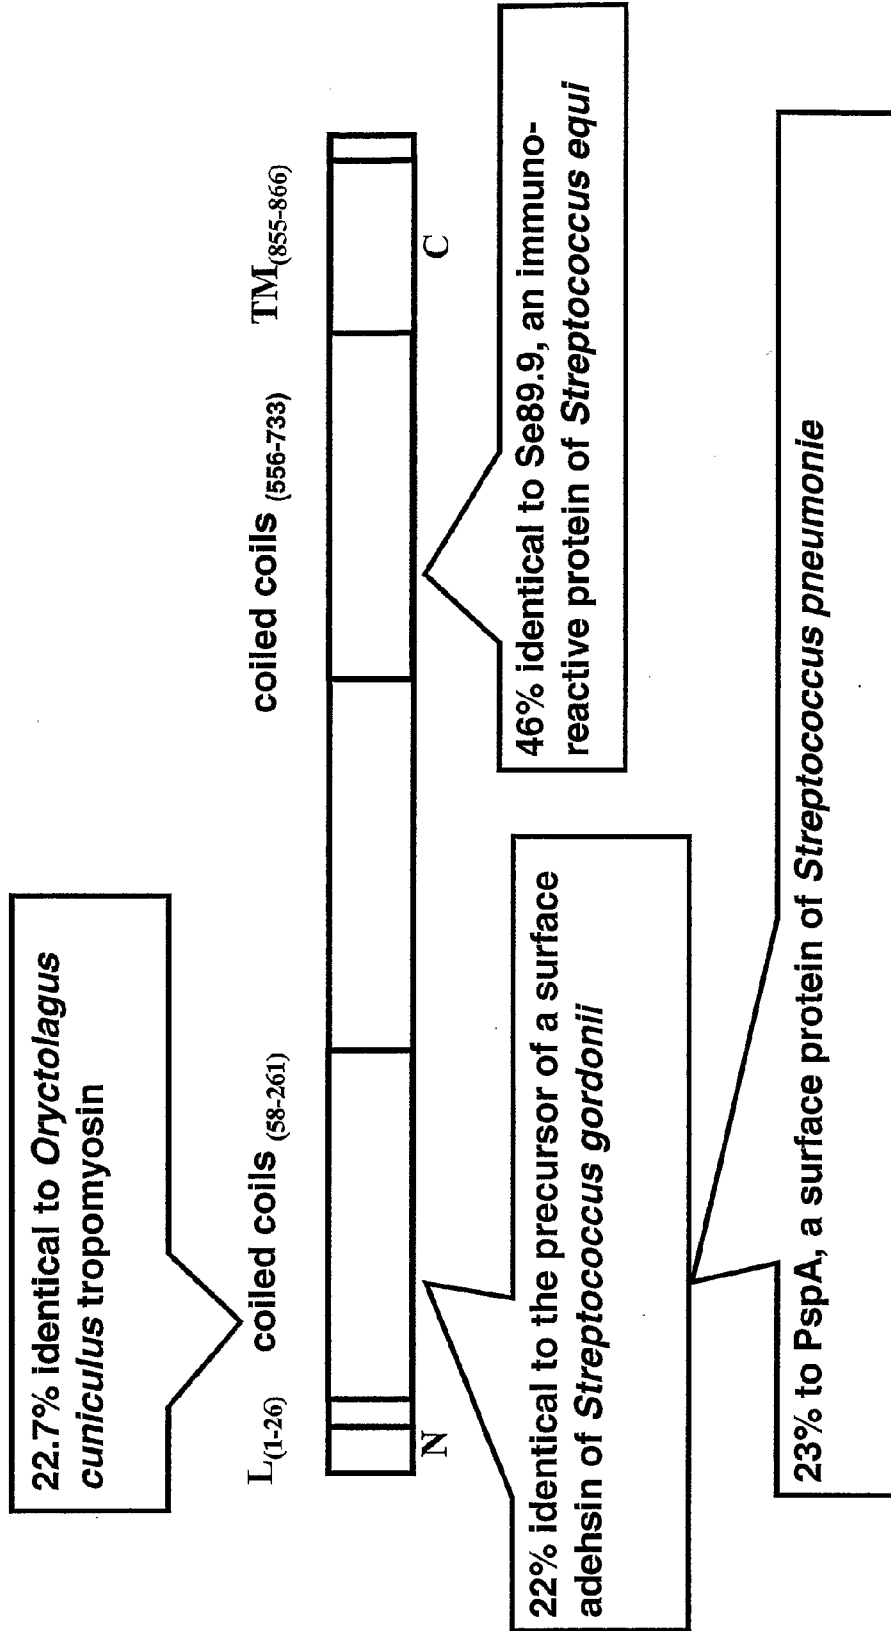 22.7% identical to Oryctolagus
cuniculus tropomyosin
L(1-26)
coiled coils (58-261)
coiled coils (556-733)
TM(855-866)
N
C
22% identical to the precursor of a surface
adehsin of Streptococcus gordonii
46% identical to Se89.9, an immuno-
reactive protein of Streptococcus equi
23% to PspA, a surface protein of Streptococcus pneumonie